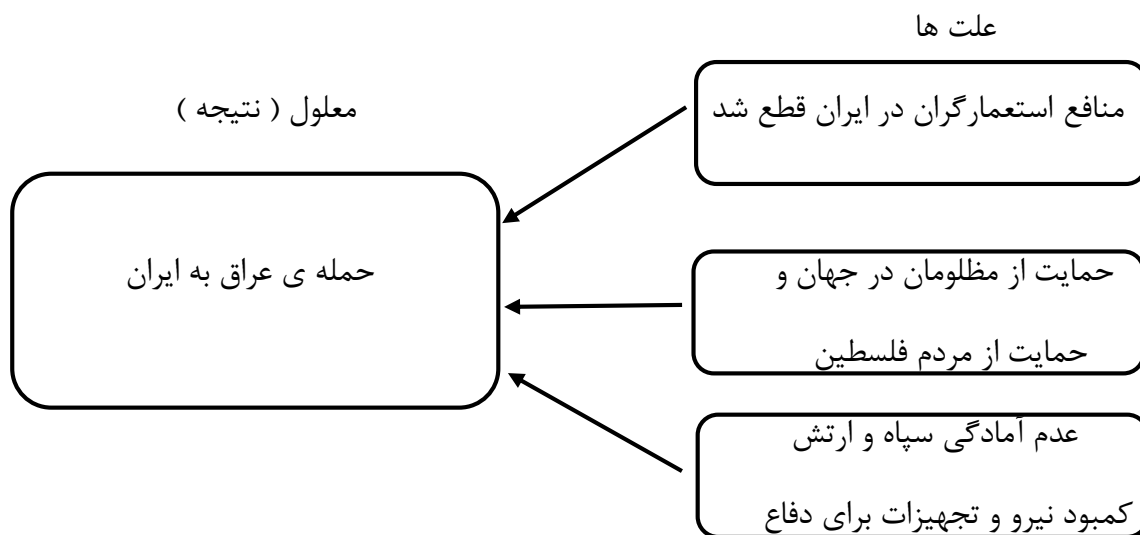 علت ها
منافع استعمارگران در ایران قطع شد
معلول ( نتیجه )
حمله ی عراق به ایران
حمایت از مظلومان در جهان و
حمایت از مردم فلسطین
عدم آمادگی سپاه و ارتش
کمبود نیرو و تجهیزات برای دفاع